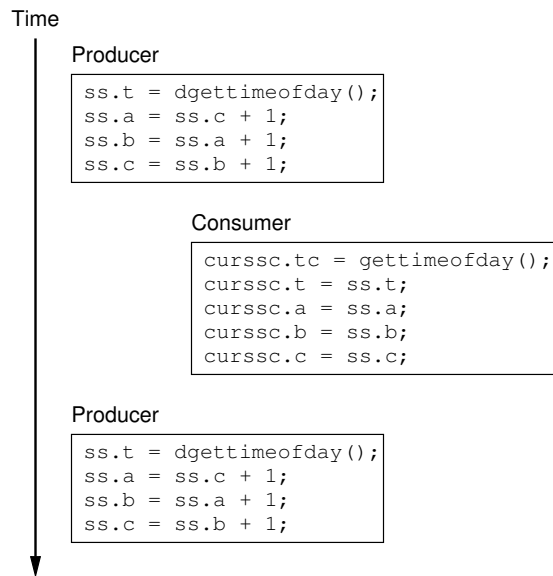 Time
Producer
ss.t = dgettimeofday();
ss.a = ss.c + 1;
ss.b = ss.a + 1;
ss.c = ss.b + 1;
Consumer
curssc.tc = gettimeofday();
curssc.t = ss.t;
curssc.a = ss.a;
curssc.b = ss.b;
curssc.c = ss.c;
Producer
ss.t = dgettimeofday();
ss.a = ss.c + 1;
ss.b = ss.a + 1;
ss.c = ss.b + 1;